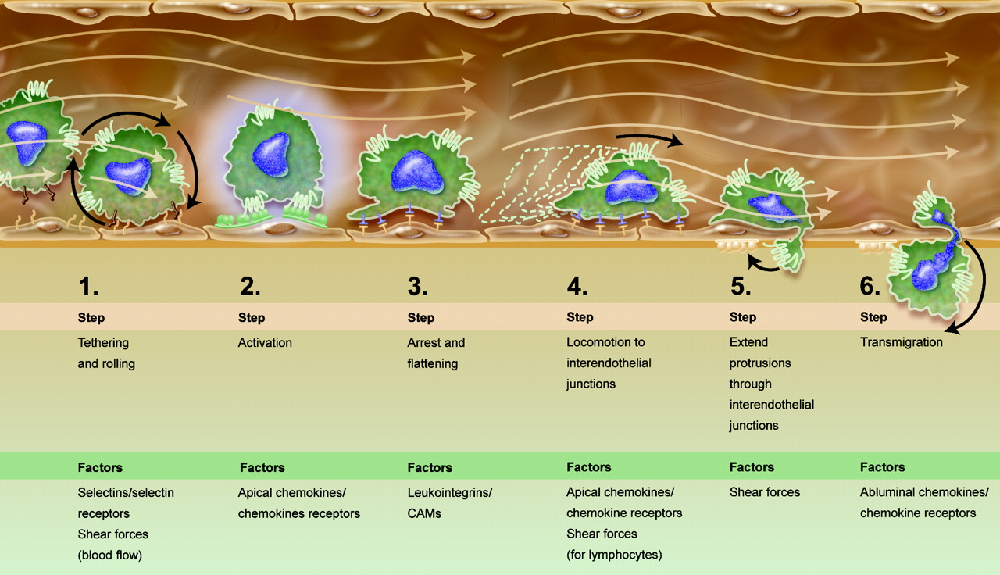 1.
Step
Tethering
and rolling
Factors
Selectins/selectin
receptors
Shear forces
(blood flow)
2.
Step
Activation
Factors
Apical chemokines/
chemokines receptors
3.
Step
Arrest and
flattening
Factors
Leukointegrins/
CAMs
4.
Step
Locomotion to
interendothelial
junctions
Factors
Apical chemokines/
chemokine receptors
Shear forces
(for lymphocytes)
5.
Step
Extend
protrusions
through
interendothelial
junctions
Factors
Shear forces
6.
Step
Transmigration
Factors
Abluminal chemokines/
chemokine receptors